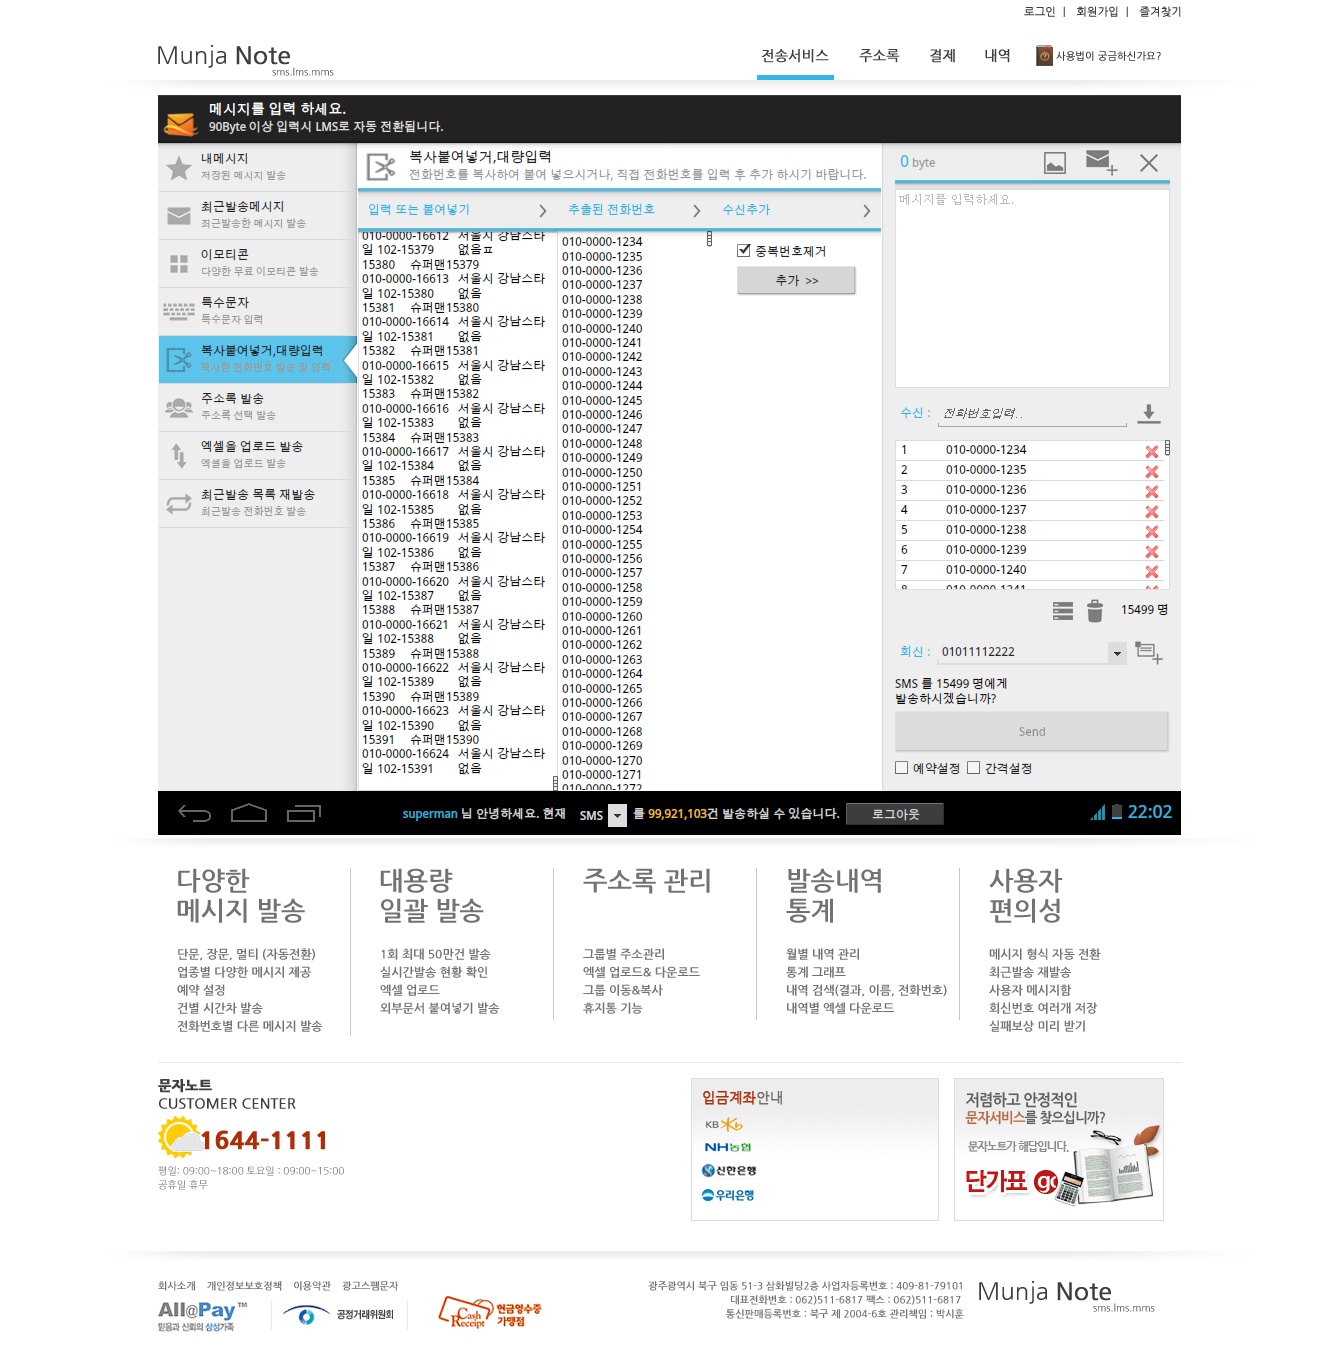 로그인 | 회원가입 | 즐겨찾기
Munja Note
sms.lms.mms
전송서비스 주소록 결제 내역 사용법이 궁금하신가요?
메시지를 입력 하세요.
90Byte 이상 입력시 LMS로 자동 전환됩니다.
내메시지
저장된 메시지 발송
최근발송메시지
최근발송한 메시지 발송
이모티콘
다양한 무료 이모티콘 발송
특수문자
특수문자 입력
복사붙여넣거,대량입력
복사한 전화번호 발송 및 입력
주소록 발송
주소록 선택 발송
엑셀을 업로드 발송
엑셀을 업로드 발송
최근발송 목록 재발송
최근발송 전화번호 발송
복사붙여넣거,대량입력
전화번호를 복사하여 붙여 넣으시거나, 직접 전화번호를 입력 후 추가 하시기 바랍니다.
입력 또는 붙여넣기
010-0000-16612 서울시 강남스타
일 102-15379 없음ㅍ
15380 슈퍼맨15379
010-0000-16613 서울시 강남스타
일 102-15380 없음
15381 슈퍼맨15380
010-0000-16614 서울시 강남스타
일 102-15381 없음
15382 슈퍼맨15381
010-0000-16615 서울시 강남스타
일 102-15382 없음
15383 슈퍼맨15382
010-0000-16616 서울시 강남스타
일 102-15383 없음
15384 슈퍼맨15383
010-0000-16617 서울시 강남스타
일 102-15384 없음
15385 슈퍼맨15384
010-0000-16618 서울시 강남스타
일 102-15385 없음
15386 슈퍼맨15385
010-0000-16619 서울시 강남스타
일 102-15386 없음
15387 슈퍼맨15386
010-0000-16620 서울시 강남스타
일 102-15387 없음
15388 슈퍼맨15387
010-0000-16621 서울시 강남스타
일 102-15388 없음
15389 슈퍼맨15388
010-0000-16622 서울시 강남스타
일 102-15389 없음
15390 슈퍼맨15389
010-0000-16623 서울시 강남스타
일 102-15390 없음
15391 슈퍼맨15390
010-0000-16624 서울시 강남스타
일 102-15391 없음
추출된 전화번호
010-0000-1234
010-0000-1235
010-0000-1236
010-0000-1237
010-0000-1238
010-0000-1239
010-0000-1240
010-0000-1241
010-0000-1242
010-0000-1243
010-0000-1244
010-0000-1245
010-0000-1246
010-0000-1247
010-0000-1248
010-0000-1249
010-0000-1250
010-0000-1251
010-0000-1252
010-0000-1253
010-0000-1254
010-0000-1255
010-0000-1256
010-0000-1257
010-0000-1258
010-0000-1259
010-0000-1260
010-0000-1261
010-0000-1262
010-0000-1263
010-0000-1264
010-0000-1265
010-0000-1266
010-0000-1267
010-0000-1268
010-0000-1269
010-0000-1270
010-0000-1271
010-0000-1272
수신추가
중복번호제거
추가 >>
0 byte
메시지를 입력하세요.
수신 : 전화번호입력..
1 010-0000-1234
2 010-0000-1235
3 010-0000-1236
4 010-0000-1237
5 010-0000-1238
6 010-0000-1239
7 010-0000-1240
8 010-0000-1241
15499 명
회신 : 01011112222
SMS 를 15499 명에게
발송하시겠습니까?
Send
예약설정 간격설정
superman 님 안녕하세요. 현재 SMS 를 99,921,103건 발송하실 수 있습니다. 로그아웃
22:02
다양한
메시지 발송
단문, 장문, 멀티 (자동전환)
업종별 다양한 메시지 제공
예약 설정
건별 시간차 발송
전화번호별 다른 메시지 발송
대용량
일괄 발송
1회 최대 50만건 발송
실시간발송 현황 확인
엑셀 업로드
외부문서 붙여넣기 발송
주소록 관리
그룹별 주소관리
엑셀 업로드& 다운로드
그룹 이동&복사
휴지통 기능
발송내역
통계
월별 내역 관리
통계 그래프
내역 검색(결과, 이름, 전화번호)
내역별 엑셀 다운로드
사용자
편의성
메시지 형식 자동 전환
최근발송 재발송
사용자 메시지함
회신번호 여러개 저장
실패보상 미리 받기
문자노트
CUSTOMER CENTER
1644-1111
평일: 09:00~18:00 토요일 : 09:00~15:00
공휴일 휴무
입금계좌안내
KB
NH농협
신한은행
우리은행
저렴하고 안정적인
문자서비스를 찾으십니까?
문자노트가 해답입니다.
단가표 go
회사소개 개인정보보호정책 이용약관 광고스팸문자
All@Pay™
믿음과 신뢰의 삼성가족
공정거래위원회
Cash Receipt
현금영수증
가맹점
광주광역시 북구 임동 51-3 삼화빌딩2층 사업자등록번호 : 409-81-79101
대표전화번호 : 062)511-6817 팩스 : 062)511-6817
통신판매등록번호 : 북구 제 2004-6호 관리책임 : 박시훈
Munja Note
sms.lms.mms